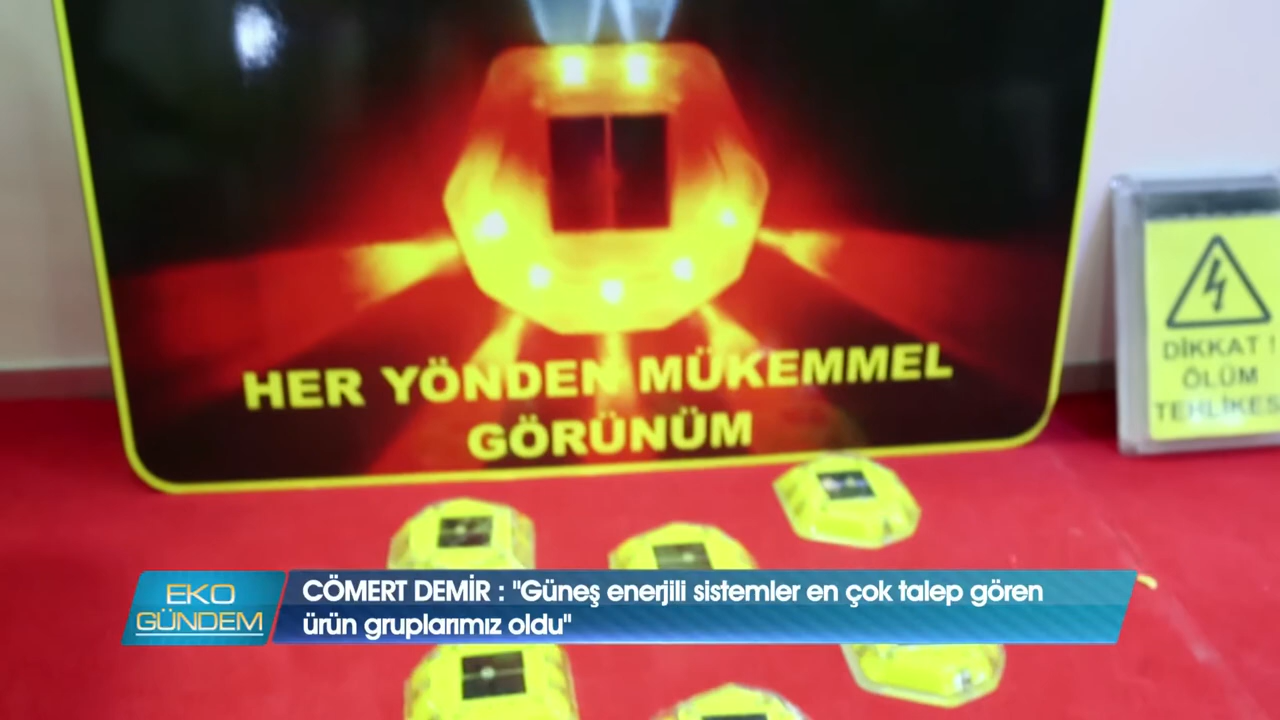 HER YÖNDEN MÜKEMMEL
GÖRÜNÜM
DİKKAT !
ÖLÜM
TEHLİKES
EKO
GÜNDEM
CÖMERT DEMİR : "Güneş enerjili sistemler en çok talep gören
ürün gruplarımız oldu"